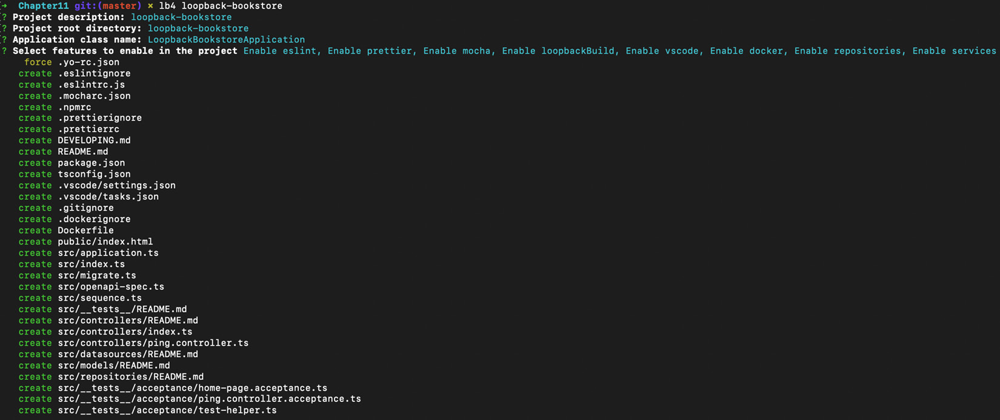 → Chapter11 git:(master) × lb4 loopback-bookstore
? Project description: loopback-bookstore
? Project root directory: loopback-bookstore
? Application class name: LoopbackBookstoreApplication
? Select features to enable in the project Enable eslint, Enable prettier, Enable mocha, Enable loopbackBuild, Enable vscode, Enable docker, Enable repositories, Enable services
force .yo-rc.json
create .eslintignore
create .eslintrc.js
create .mocharc.json
create .npmrc
create .prettierignore
create .prettierrc
create DEVELOPING.md
create README.md
create package.json
create tsconfig.json
create .vscode/settings.json
create .vscode/tasks.json
create .gitignore
create .dockerignore
create Dockerfile
create public/index.html
create src/application.ts
create src/index.ts
create src/migrate.ts
create src/openapi-spec.ts
create src/sequence.ts
create src/__tests__/README.md
create src/controllers/README.md
create src/controllers/index.ts
create src/controllers/ping.controller.ts
create src/datasources/README.md
create src/models/README.md
create src/repositories/README.md
create src/__tests__/acceptance/home-page.acceptance.ts
create src/__tests__/acceptance/ping.controller.acceptance.ts
create src/__tests__/acceptance/test-helper.ts